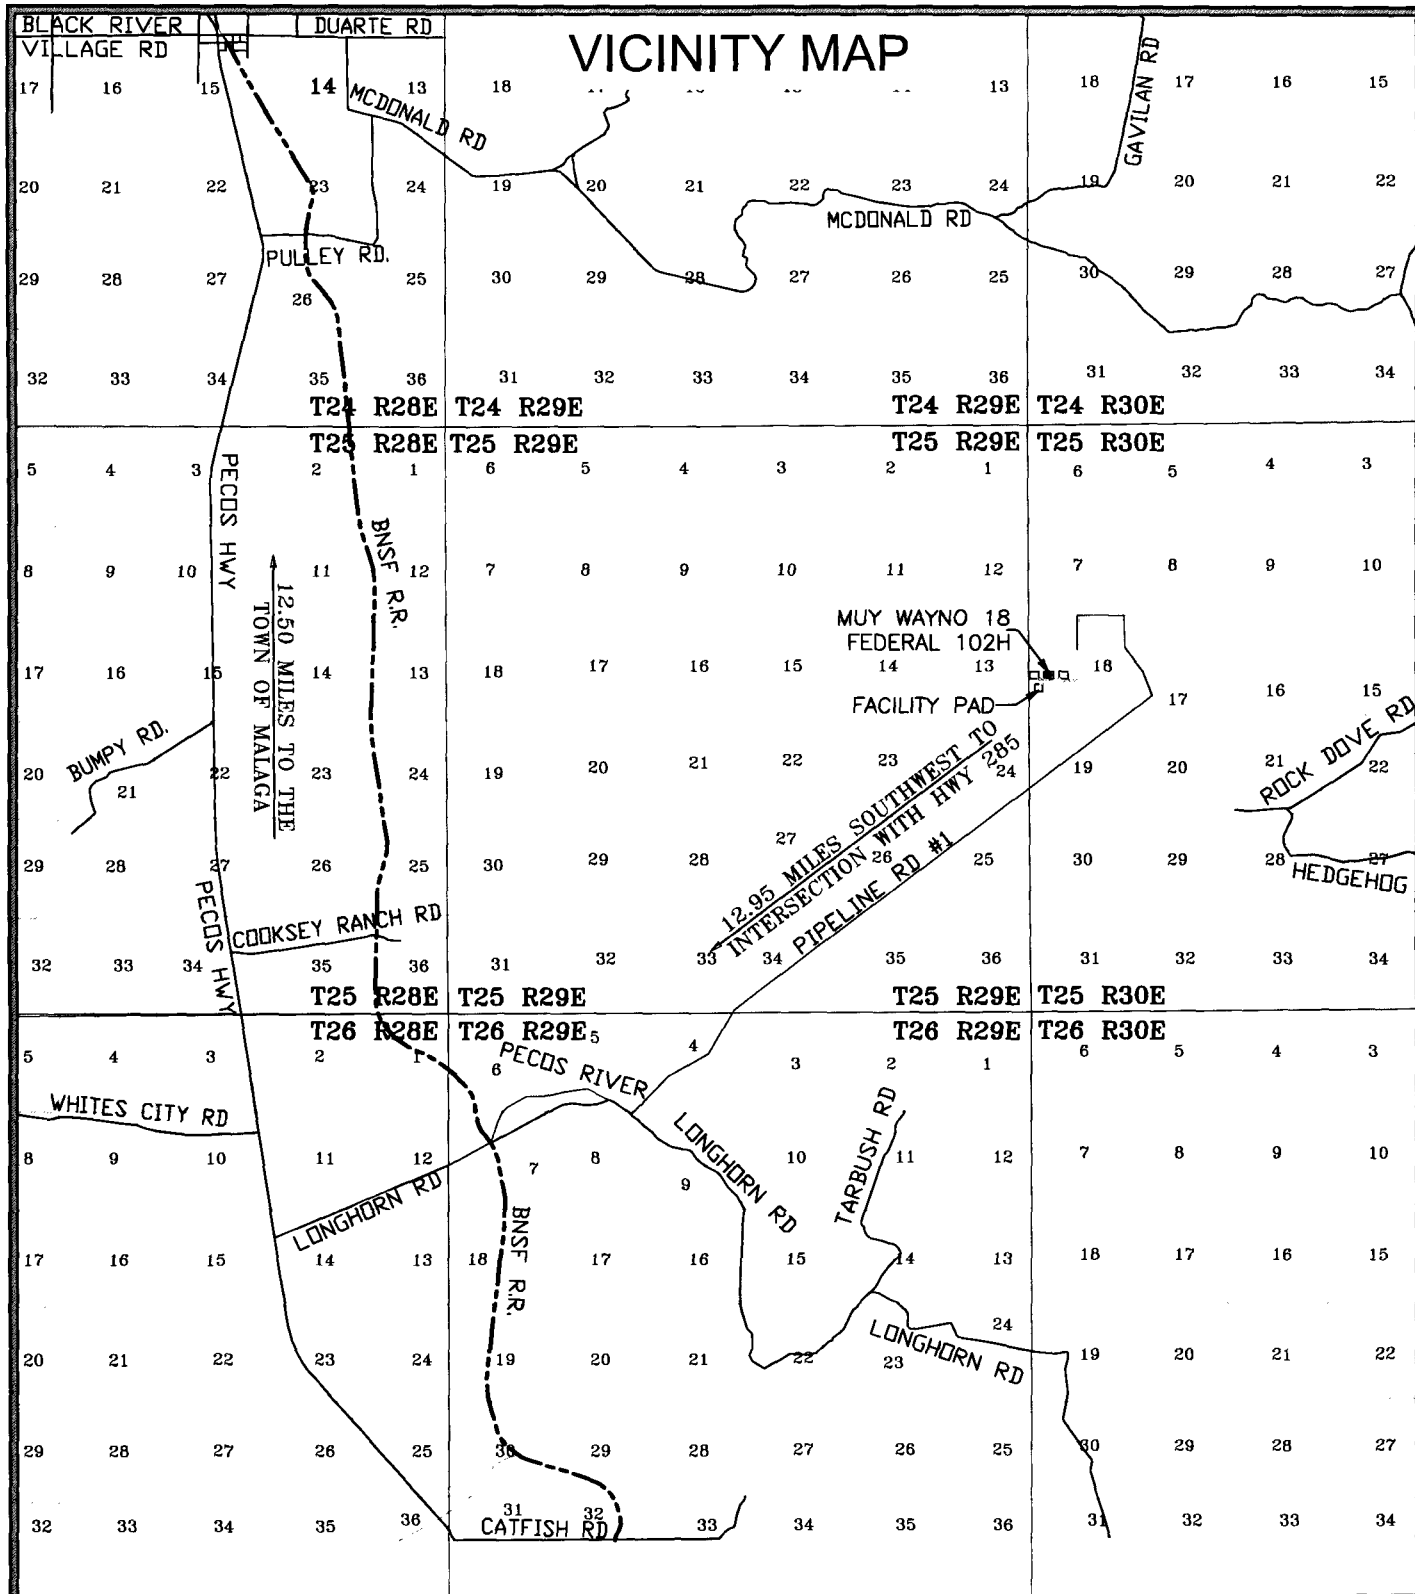 VICINITY MAP
BLACK RIVER
VILLAGE RD
DUARTE RD
17 16 15 14 13 18 13 18 17 16 15
MCDONALD RD
GAVILAN RD
20 21 22 23 24 19 20 21 22 23 24 19 20 21 22
MCDONALD RD
PULLEY RD.
29 28 27 26 25 30 29 28 27 26 25 30 29 28 27
32 33 34 35 36 31 32 33 34 35 36 31 32 33 34
T24 R28E T24 R29E T24 R29E T24 R30E
T25 R28E T25 R29E T25 R29E T25 R30E
5 4 3 2 1 6 5 4 3 2 1 6 5 4 3
PECOS HWY
BNSF R.R.
8 9 10 11 12 7 8 9 10 11 12 7 8 9 10
12.50 MILES TO THE
TOWN OF MALAGA
MUY WAYNO 18
FEDERAL 102H
17 16 15 14 13 18 17 16 15 14 13 18 17 16 15
FACILITY PAD
BUMPY RD.
ROCK DOVE RD
20 21 22 23 24 19 20 21 22 23 24 19 20 21 22
12.95 MILES SOUTHWEST TO
INTERSECTION WITH HWY 285
PIPELINE RD #1
29 28 27 26 25 30 29 28 27 26 25 30 29 28 27
HEDGEHOG
PECOS HWY
COOKSEY RANCH RD
32 33 34 35 36 31 32 33 34 35 36 31 32 33 34
T25 R28E T25 R29E T25 R29E T25 R30E
T26 R28E T26 R29E T26 R29E T26 R30E
5 4 3 2 1 6 5 4 3 2 1 6 5 4 3
PECOS RIVER
WHITES CITY RD
LONGHORN RD
TARBUSH RD
8 9 10 11 12 7 8 9 10 11 12 7 8 9 10
LONGHORN RD
BNSF R.R.
17 16 15 14 13 18 17 16 15 14 13 18 17 16 15
LONGHORN RD
20 21 22 23 24 19 20 21 22 23 24 19 20 21 22
29 28 27 26 25 30 29 28 27 26 25 30 29 28 27
32 33 34 35 36 31 32 33 34 35 36 31 32 33 34
CATFISH RD